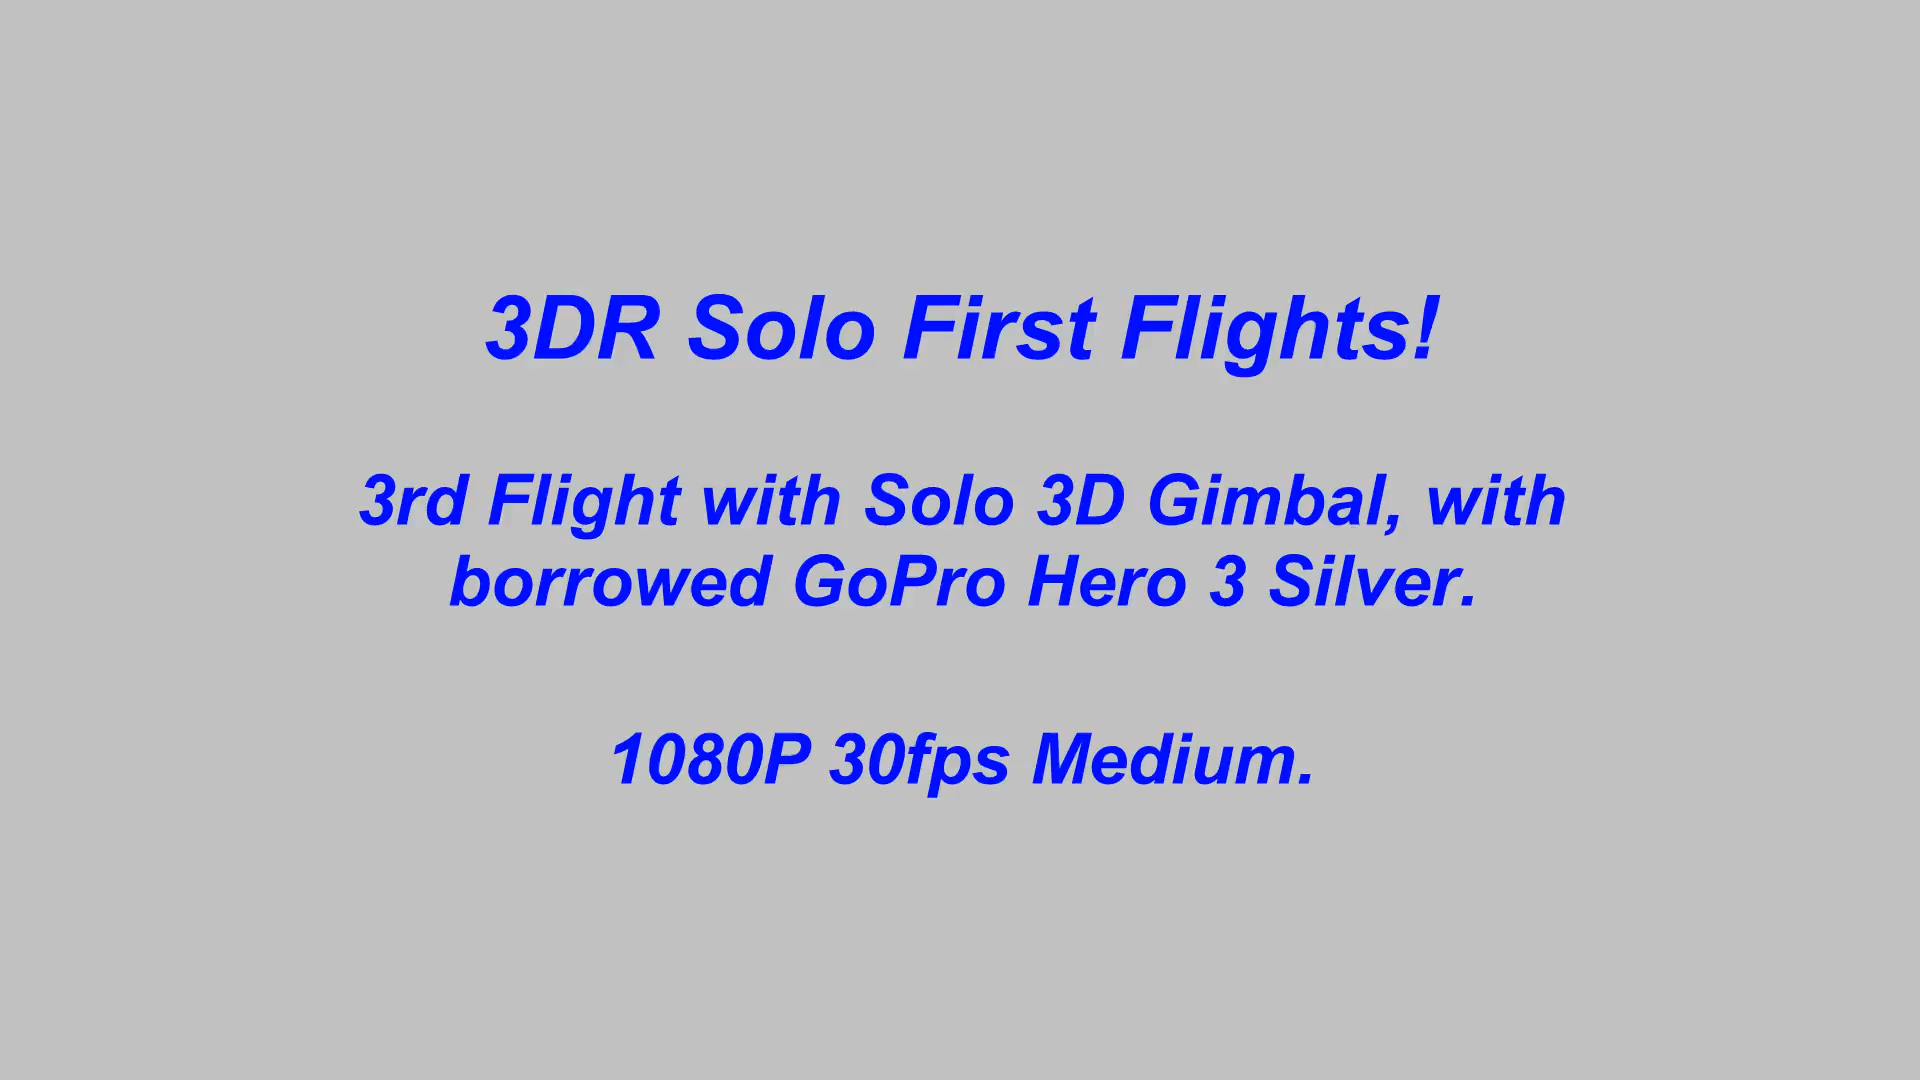 3DR Solo First Flights!
3rd Flight with Solo 3D Gimbal, with
borrowed GoPro Hero 3 Silver.
1080P 30fps Medium.